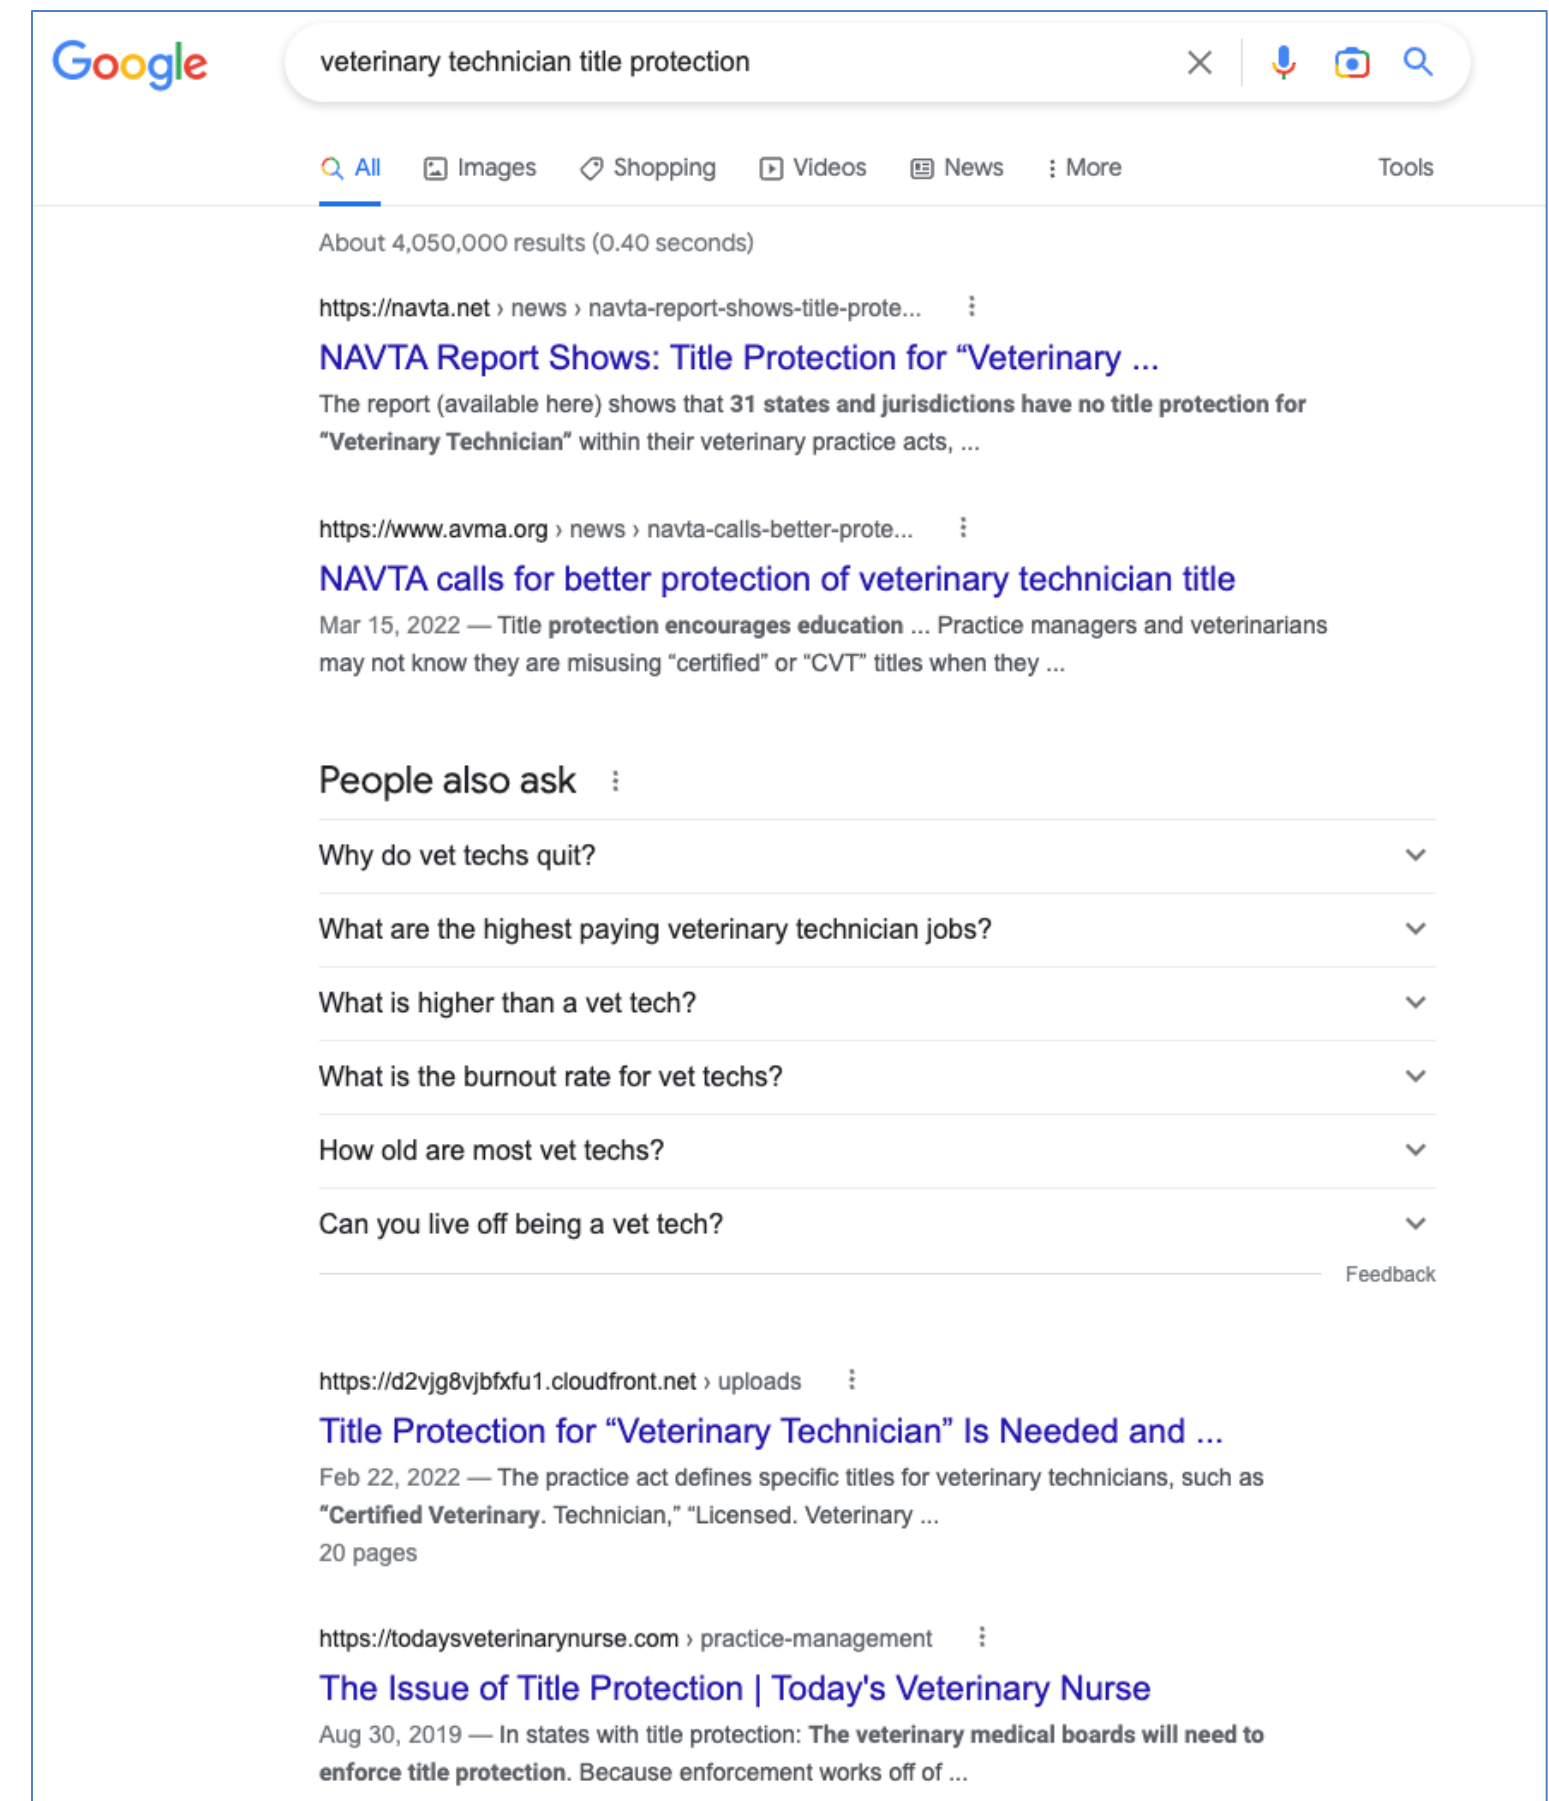 Google
veterinary technician title protection
All Images Shopping Videos News More Tools
About 4,050,000 results (0.40 seconds)
https://navta.net › news › navta-report-shows-title-prote...
NAVTA Report Shows: Title Protection for “Veterinary ...
The report (available here) shows that 31 states and jurisdictions have no title protection for
“Veterinary Technician” within their veterinary practice acts, ...
https://www.avma.org › news › navta-calls-better-prote...
NAVTA calls for better protection of veterinary technician title
Mar 15, 2022 — Title protection encourages education ... Practice managers and veterinarians
may not know they are misusing “certified” or “CVT” titles when they ...
People also ask
Why do vet techs quit?
What are the highest paying veterinary technician jobs?
What is higher than a vet tech?
What is the burnout rate for vet techs?
How old are most vet techs?
Can you live off being a vet tech?
Feedback
https://d2vjg8vjbfxfu1.cloudfront.net › uploads
Title Protection for “Veterinary Technician” Is Needed and ...
Feb 22, 2022 — The practice act defines specific titles for veterinary technicians, such as
“Certified Veterinary. Technician,” “Licensed. Veterinary ...
20 pages
https://todaysveterinarynurse.com › practice-management
The Issue of Title Protection | Today's Veterinary Nurse
Aug 30, 2019 — In states with title protection: The veterinary medical boards will need to
enforce title protection. Because enforcement works off of ...